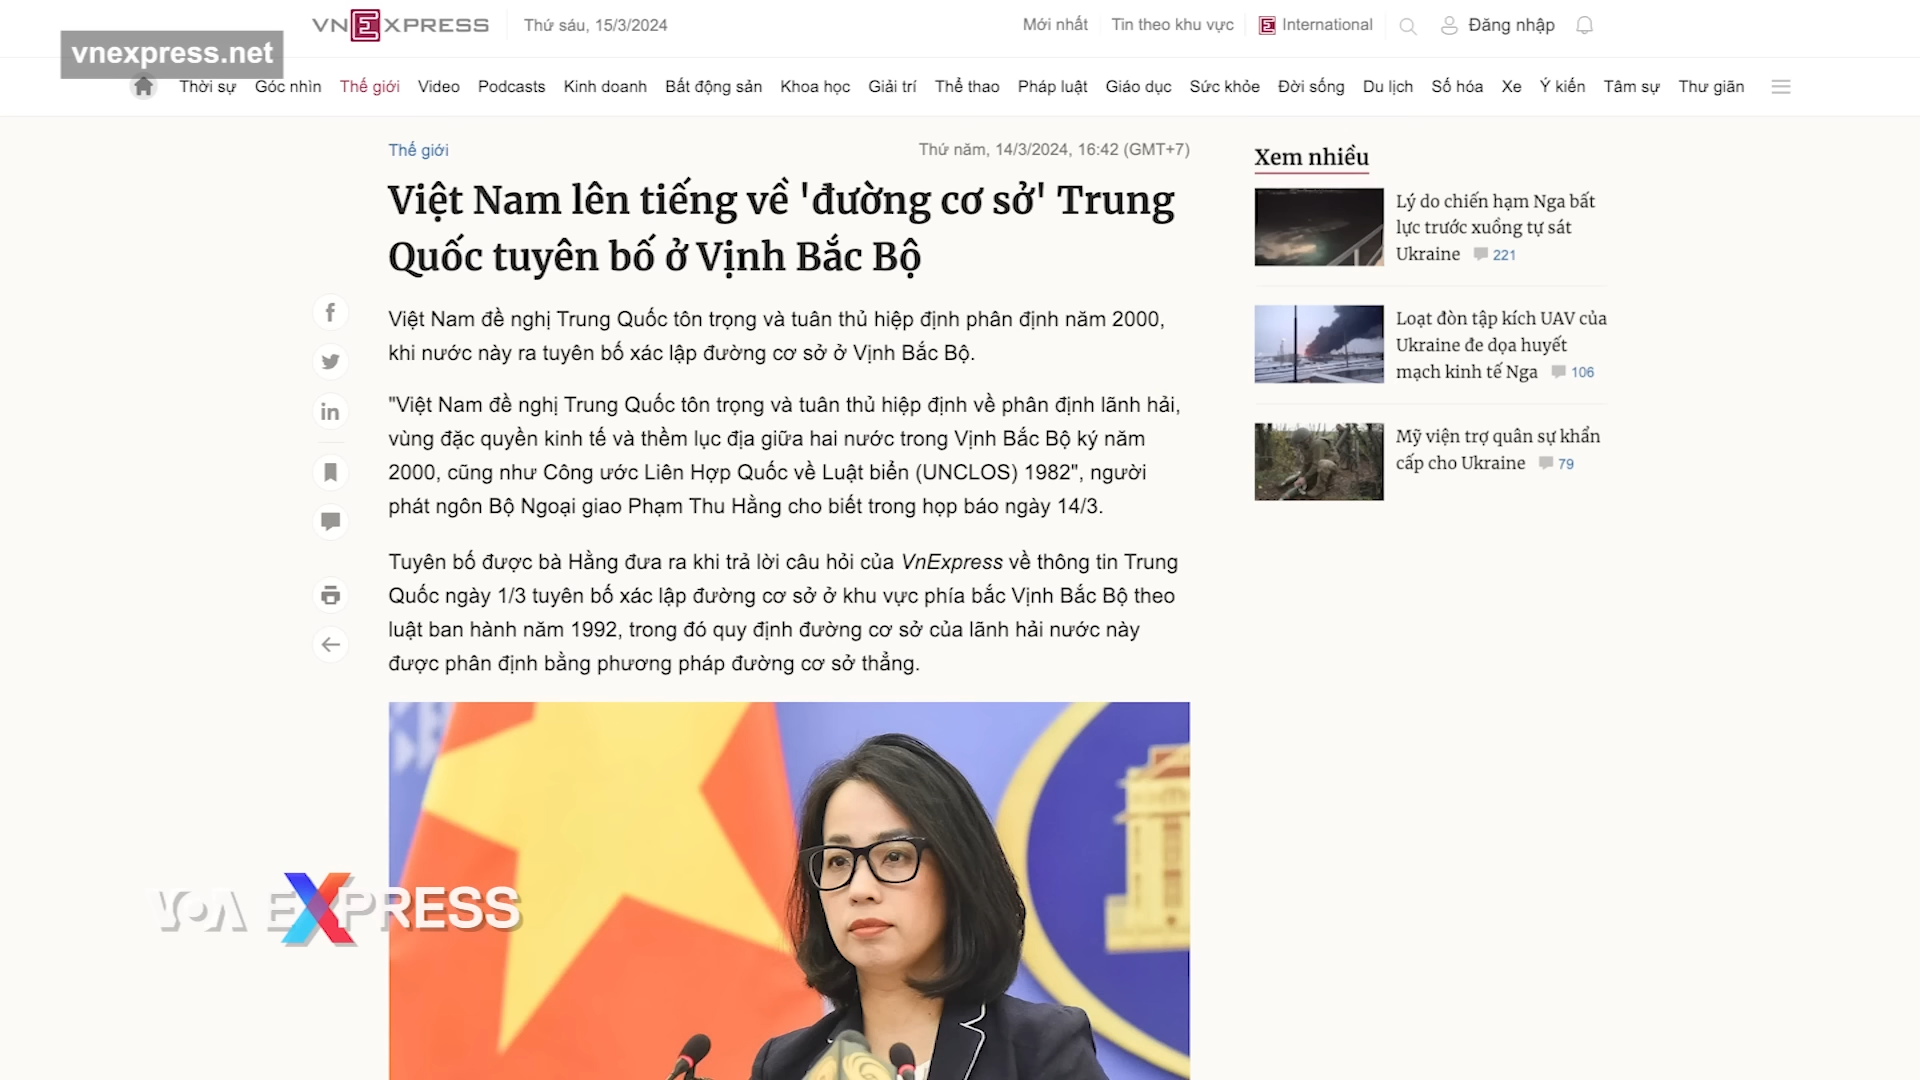 VNEXPRESS
Thứ sáu, 15/3/2024
Mới nhất
Tin theo khu vực
E International
Đăng nhập
vnexpress.net
Thời sự Góc nhìn Thế giới Video Podcasts Kinh doanh Bất động sản Khoa học Giải trí Thể thao Pháp luật Giáo dục Sức khỏe Đời sống Du lịch Số hóa Xe Ý kiến Tâm sự Thư giãn
Thế giới
Thứ năm, 14/3/2024, 16:42 (GMT+7)
Việt Nam lên tiếng về 'đường cơ sở' Trung
Quốc tuyên bố ở Vịnh Bắc Bộ
Việt Nam đề nghị Trung Quốc tôn trọng và tuân thủ hiệp định phân định năm 2000,
khi nước này ra tuyên bố xác lập đường cơ sở ở Vịnh Bắc Bộ.
"Việt Nam đề nghị Trung Quốc tôn trọng và tuân thủ hiệp định về phân định lãnh hải,
vùng đặc quyền kinh tế và thềm lục địa giữa hai nước trong Vịnh Bắc Bộ ký năm
2000, cũng như Công ước Liên Hợp Quốc về Luật biển (UNCLOS) 1982", người
phát ngôn Bộ Ngoại giao Phạm Thu Hằng cho biết trong họp báo ngày 14/3.
Tuyên bố được bà Hằng đưa ra khi trả lời câu hỏi của VnExpress về thông tin Trung
Quốc ngày 1/3 tuyên bố xác lập đường cơ sở ở khu vực phía bắc Vịnh Bắc Bộ theo
luật ban hành năm 1992, trong đó quy định đường cơ sở của lãnh hải nước này
được phân định bằng phương pháp đường cơ sở thẳng.
Xem nhiều
Lý do chiến hạm Nga bất
lực trước xuồng tự sát
Ukraine 221
Loạt đòn tập kích UAV của
Ukraine đe dọa huyết
mạch kinh tế Nga 106
Mỹ viện trợ quân sự khẩn
cấp cho Ukraine 79
VOA EXPRESS